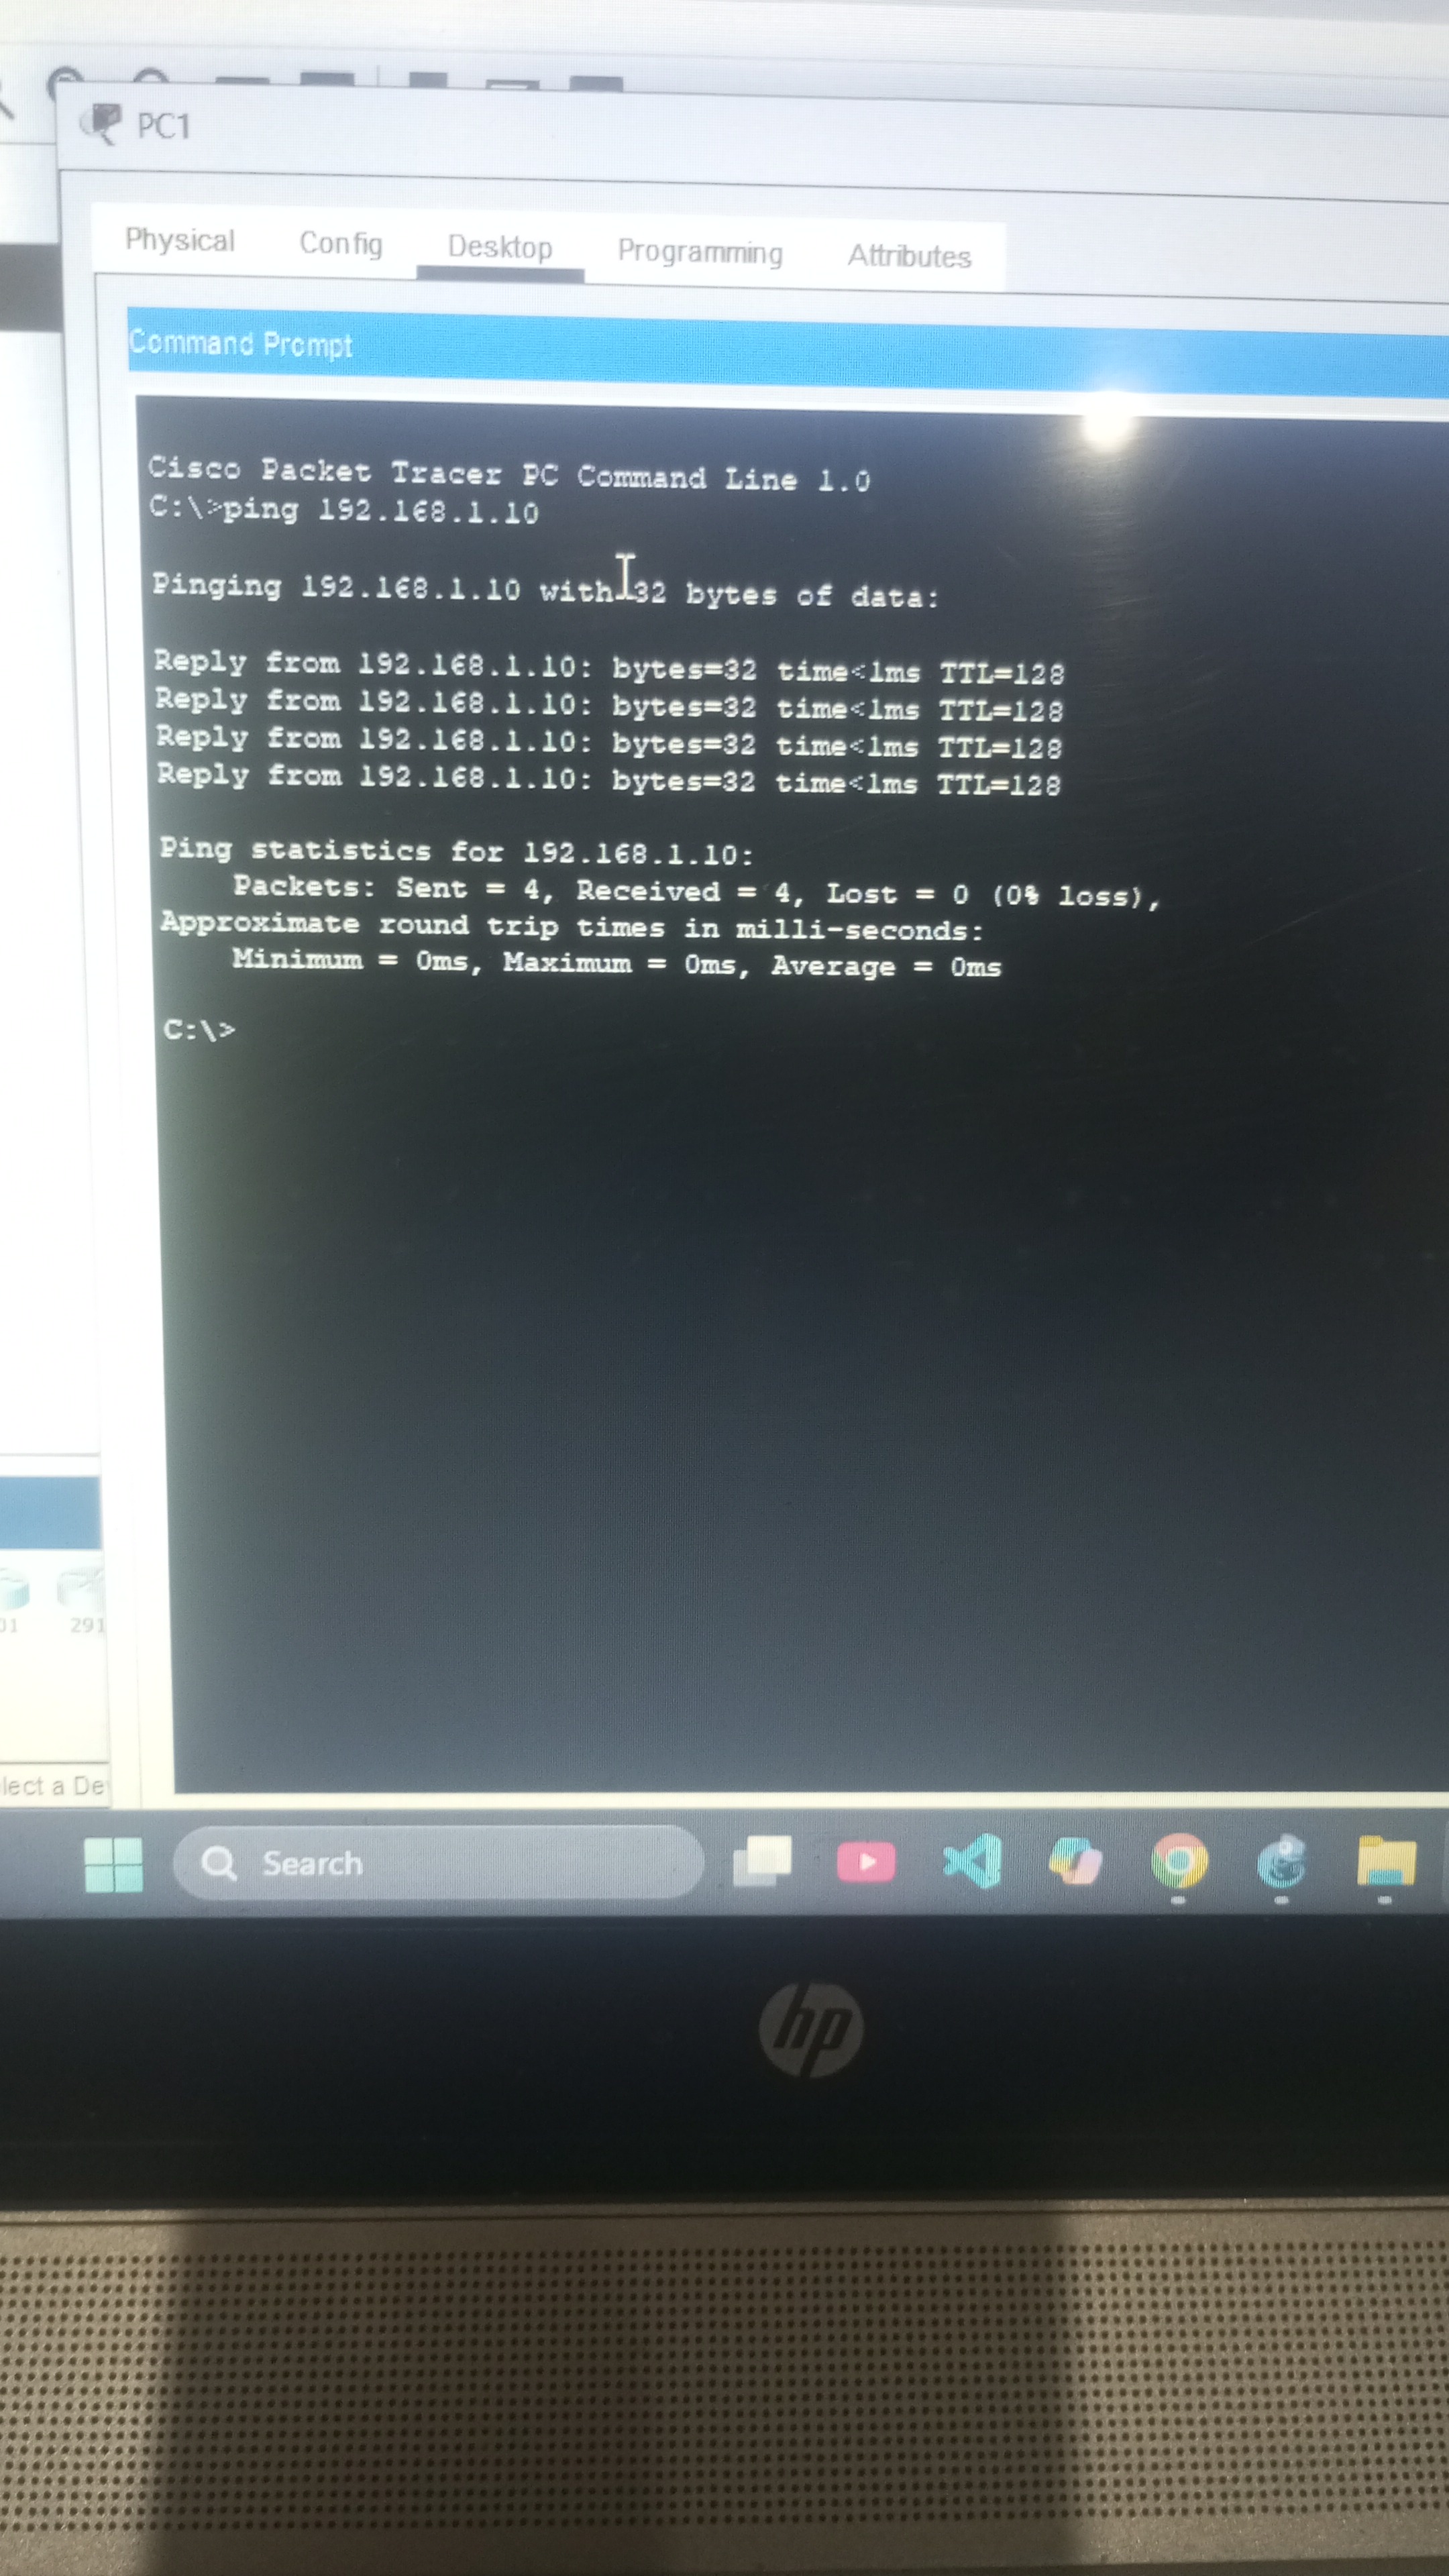 PC1
Physical Config Desktop Programming Attributes
Command Prompt
Cisco Packet Tracer PC Command Line 1.0
C:\>ping 192.168.1.10
Pinging 192.168.1.10 with 32 bytes of data:
Reply from 192.168.1.10: bytes=32 time<1ms TTL=128
Reply from 192.168.1.10: bytes=32 time<1ms TTL=128
Reply from 192.168.1.10: bytes=32 time<1ms TTL=128
Reply from 192.168.1.10: bytes=32 time<1ms TTL=128
Ping statistics for 192.168.1.10:
Packets: Sent = 4, Received = 4, Lost = 0 (0% loss),
Approximate round trip times in milli-seconds:
Minimum = 0ms, Maximum = 0ms, Average = 0ms
C:\>
01 291
lect a De
Search
hp